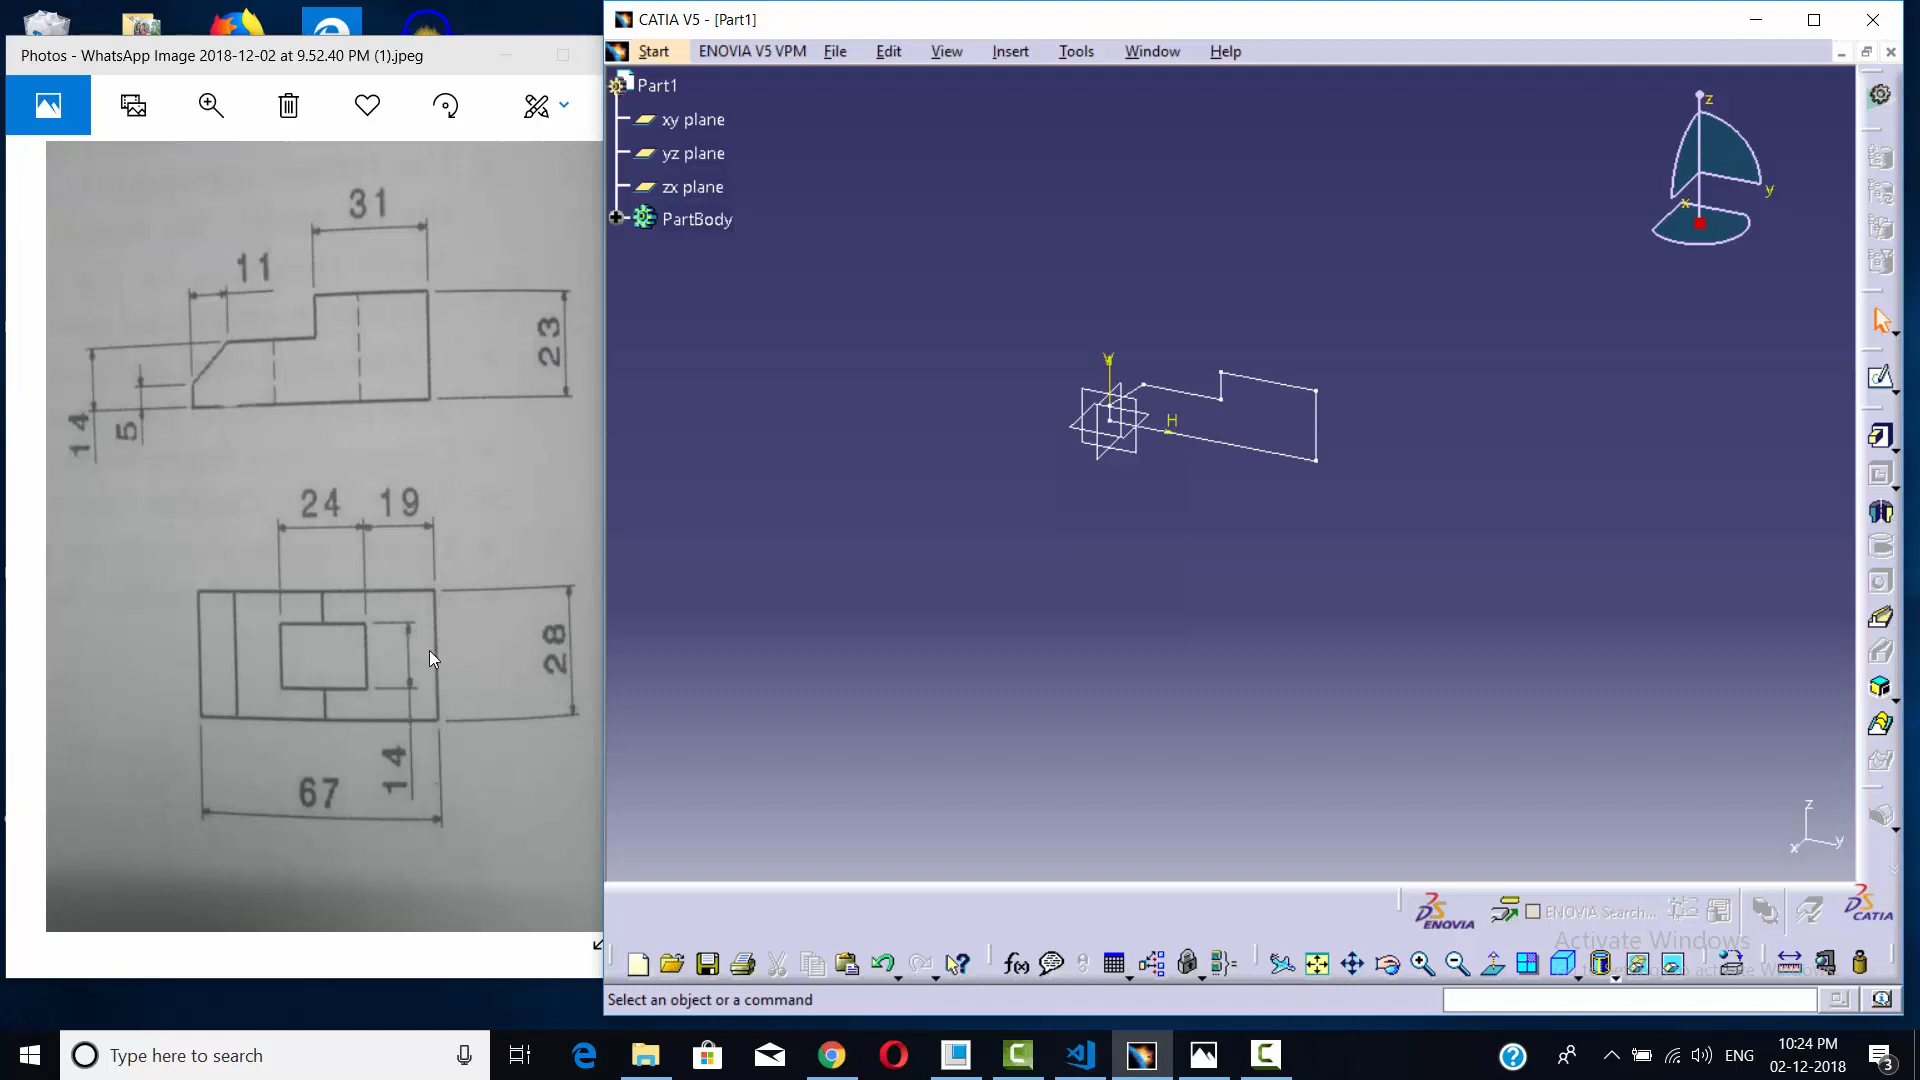 Photos - WhatsApp Image 2018-12-02 at 9.52.40 PM (1).jpeg
31
11
23
14
5
24 19
28
14
67
CATIA V5 - [Part1]
Start ENOVIA V5 VPM File Edit View Insert Tools Window Help
Part1
xy plane
yz plane
zx plane
PartBody
z
y
x
V
H
z
y
x
ENOVIA
ENOVIA Search...
CATIA
Activate Windows
f(x)
Select an object or a command
Type here to search
ENG
10:24 PM
02-12-2018
3